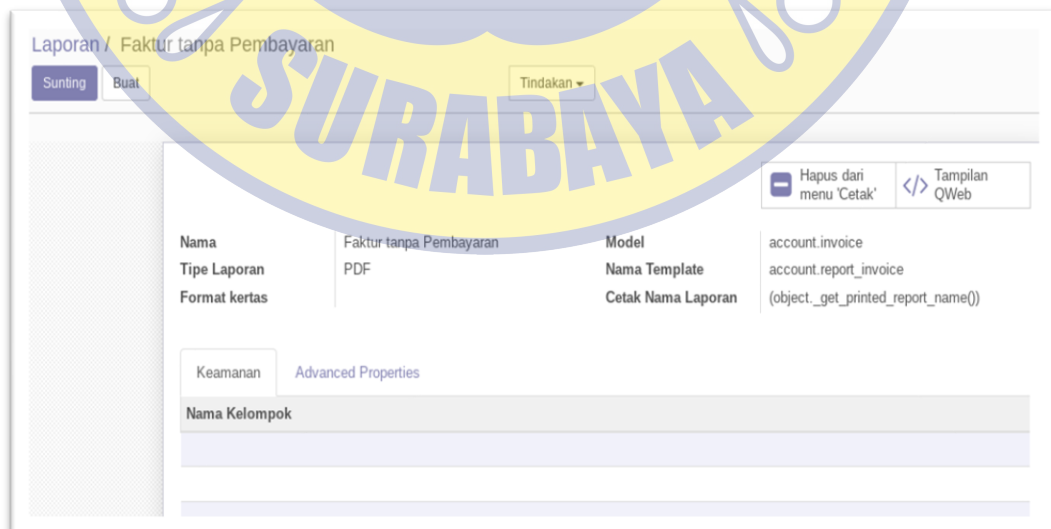 Laporan / Faktur tanpa Pembayaran
Sunting Buat Tindakan
SURABAYA
Hapus dari menu 'Cetak'
</> Tampilan QWeb
Nama Faktur tanpa Pembayaran Model account.invoice
Tipe Laporan PDF Nama Template account.report_invoice
Format kertas Cetak Nama Laporan (object._get_printed_report_name())
Keamanan Advanced Properties
Nama Kelompok